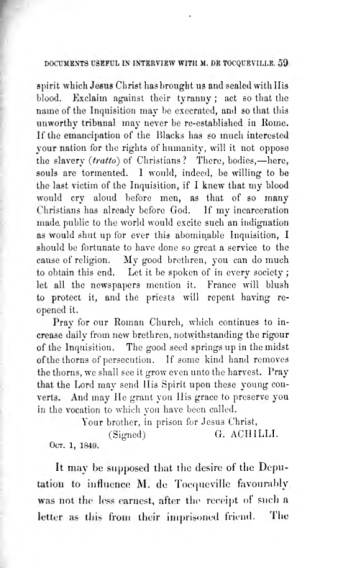 DOCUMENTS USEFUL IN INTERVIEW WITH M. DE TOCQUEVILLE. 59
spirit which Jesus Christ has brought us and sealed with His
blood. Exclaim against their tyranny; act so that the
name of the Inquisition may be execrated, and so that this
unworthy tribunal may never be re-established in Rome.
If the emancipation of the Blacks has so much interested
your nation for the rights of humanity, will it not oppose
the slavery (tratto) of Christians? There, bodies,—here,
souls are tormented. I would, indeed, be willing to be
the last victim of the Inquisition, if I knew that my blood
would cry aloud before men, as that of so many
Christians has already before God. If my incarceration
made public to the world would excite such an indignation
as would shut up for ever this abominable Inquisition, I
should be fortunate to have done so great a service to the
cause of religion. My good brethren, you can do much
to obtain this end. Let it be spoken of in every society;
let all the newspapers mention it. France will blush
to protect it, and the priests will repent having re-
opened it.
Pray for our Roman Church, which continues to in-
crease daily from new brethren, notwithstanding the rigour
of the Inquisition. The good seed springs up in the midst
of the thorns of persecution. If some kind hand removes
the thorns, we shall see it grow even unto the harvest. Pray
that the Lord may send His Spirit upon these young con-
verts. And may He grant you His grace to preserve you
in the vocation to which you have been called.
Your brother, in prison for Jesus Christ,
(Signed) G. ACHILLI.
Oct. 1, 1849.
It may be supposed that the desire of the Depu-
tation to influence M. de Tocqueville favourably
was not the less earnest, after the receipt of such a
letter as this from their imprisoned friend. The